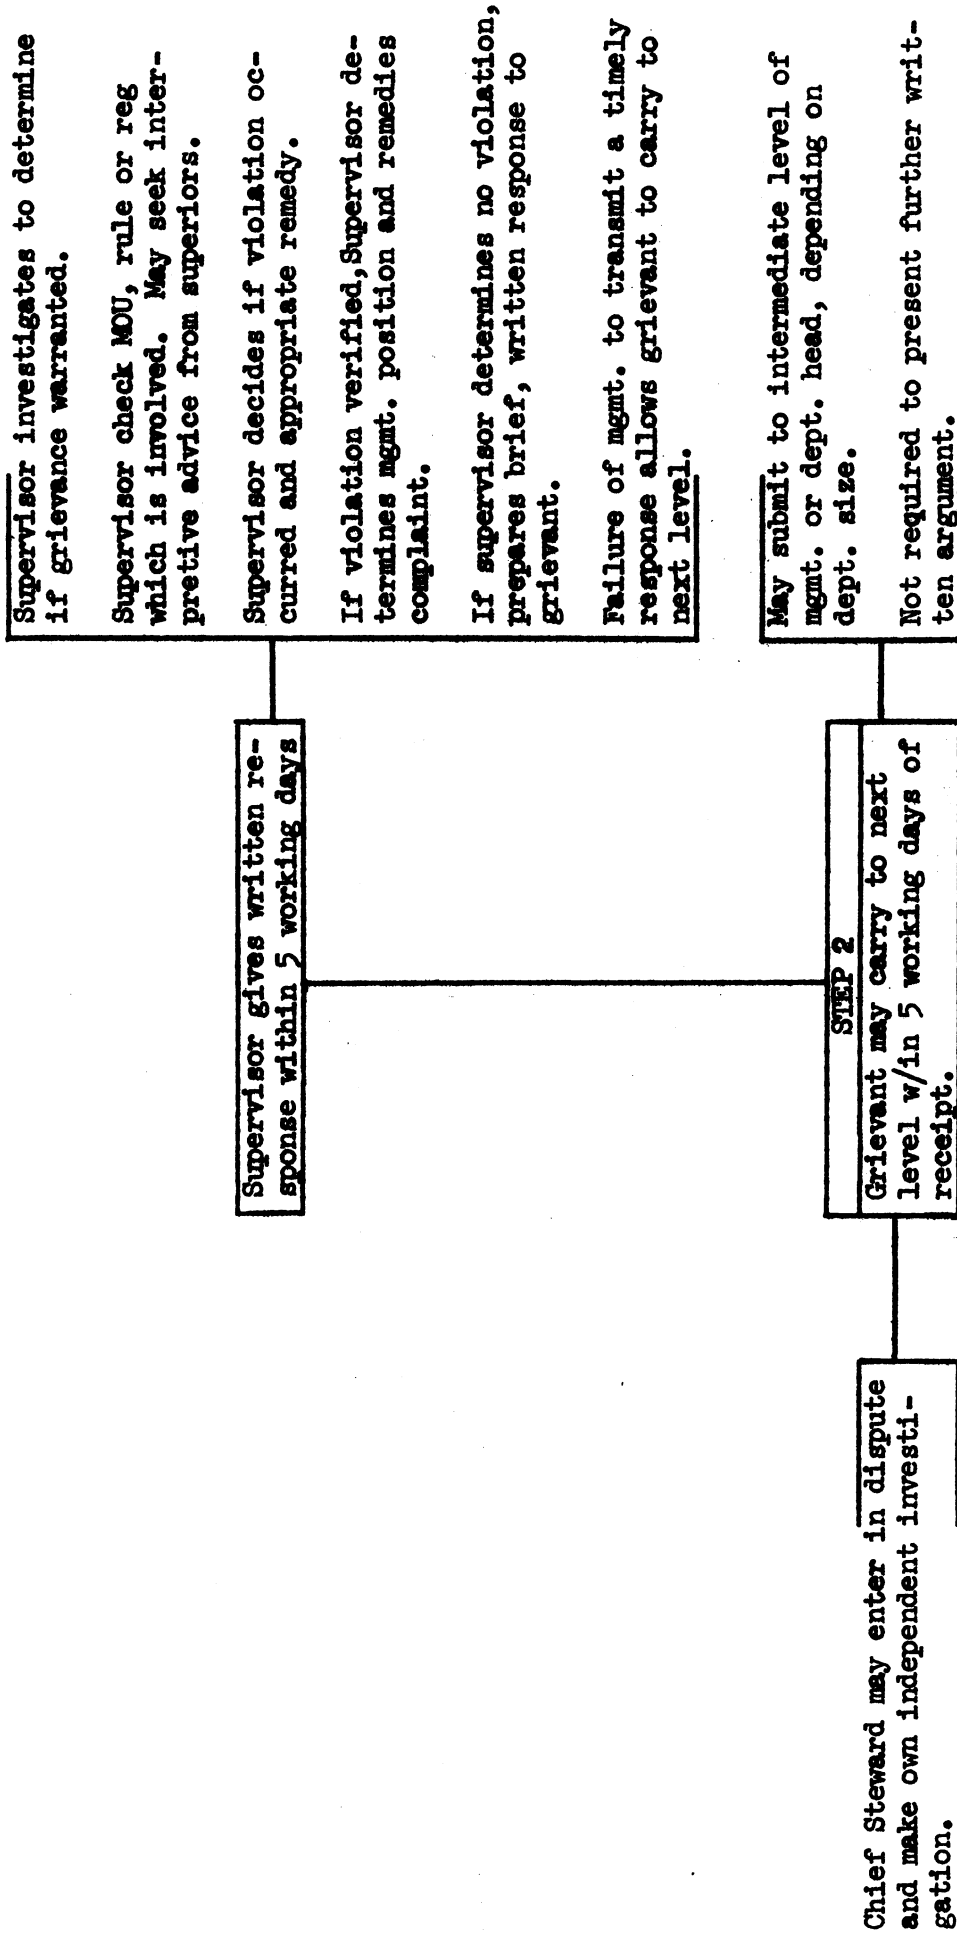 Supervisor investigates to determine
if grievance warranted.
Supervisor check MOU, rule or reg
which is involved. May seek inter-
pretive advice from superiors.
Supervisor decides if violation oc-
curred and appropriate remedy.
If violation verified,Supervisor de-
termines mgmt. position and remedies
complaint.
If supervisor determines no violation,
prepares brief, written response to
grievant.
Failure of mgmt. to transmit a timely
response allows grievant to carry to
next level.
Supervisor gives written re-
sponse within 5 working days
STEP 2
Grievant may carry to next
level w/in 5 working days of
receipt.
May submit to intermediate level of
mgmt. or dept. head, depending on
dept. size.
Not required to present further writ-
ten argument.
Chief Steward may enter in dispute
and make own independent investi-
gation.